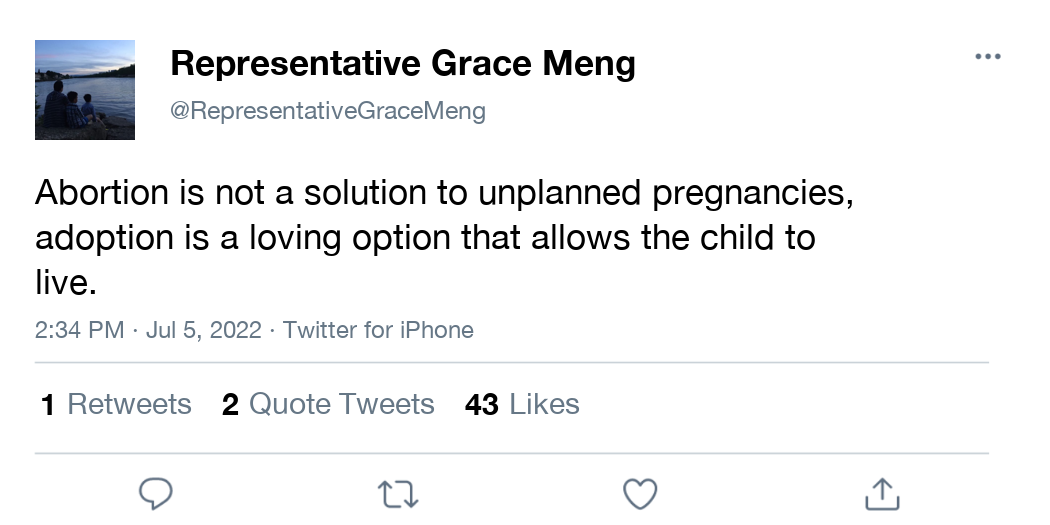 Representative Grace Meng
@RepresentativeGraceMeng
Abortion is not a solution to unplanned pregnancies,
adoption is a loving option that allows the child to
live.
2:34 PM · Jul 5, 2022 · Twitter for iPhone
1 Retweets 2 Quote Tweets 43 Likes